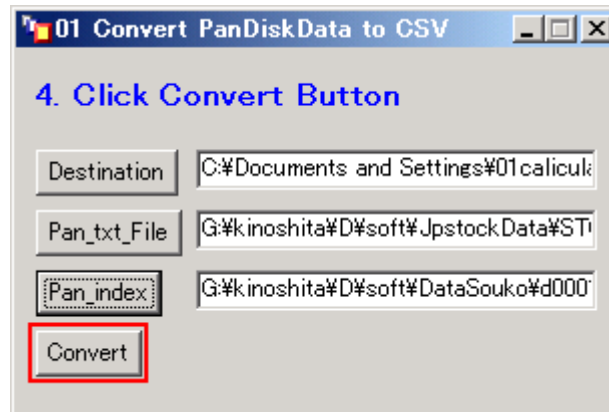 01 Convert PanDiskData to CSV
4. Click Convert Button
Destination C:¥Documents and Settings¥01calicula
Pan_txt_File G:¥kinoshita¥D¥soft¥JpstockData¥ST
Pan_index G:¥kinoshita¥D¥soft¥DataSouko¥d000
Convert